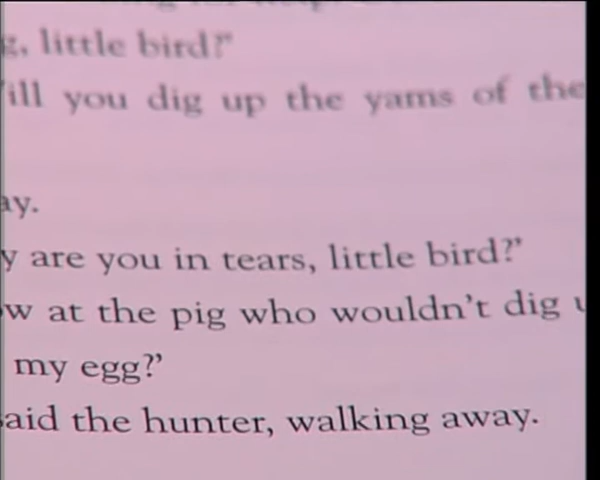 little bird?'
ill you dig up the yams of the
ay.
y are you in tears, little bird?'
w at the pig who wouldn't dig
my egg?'
said the hunter, walking away.